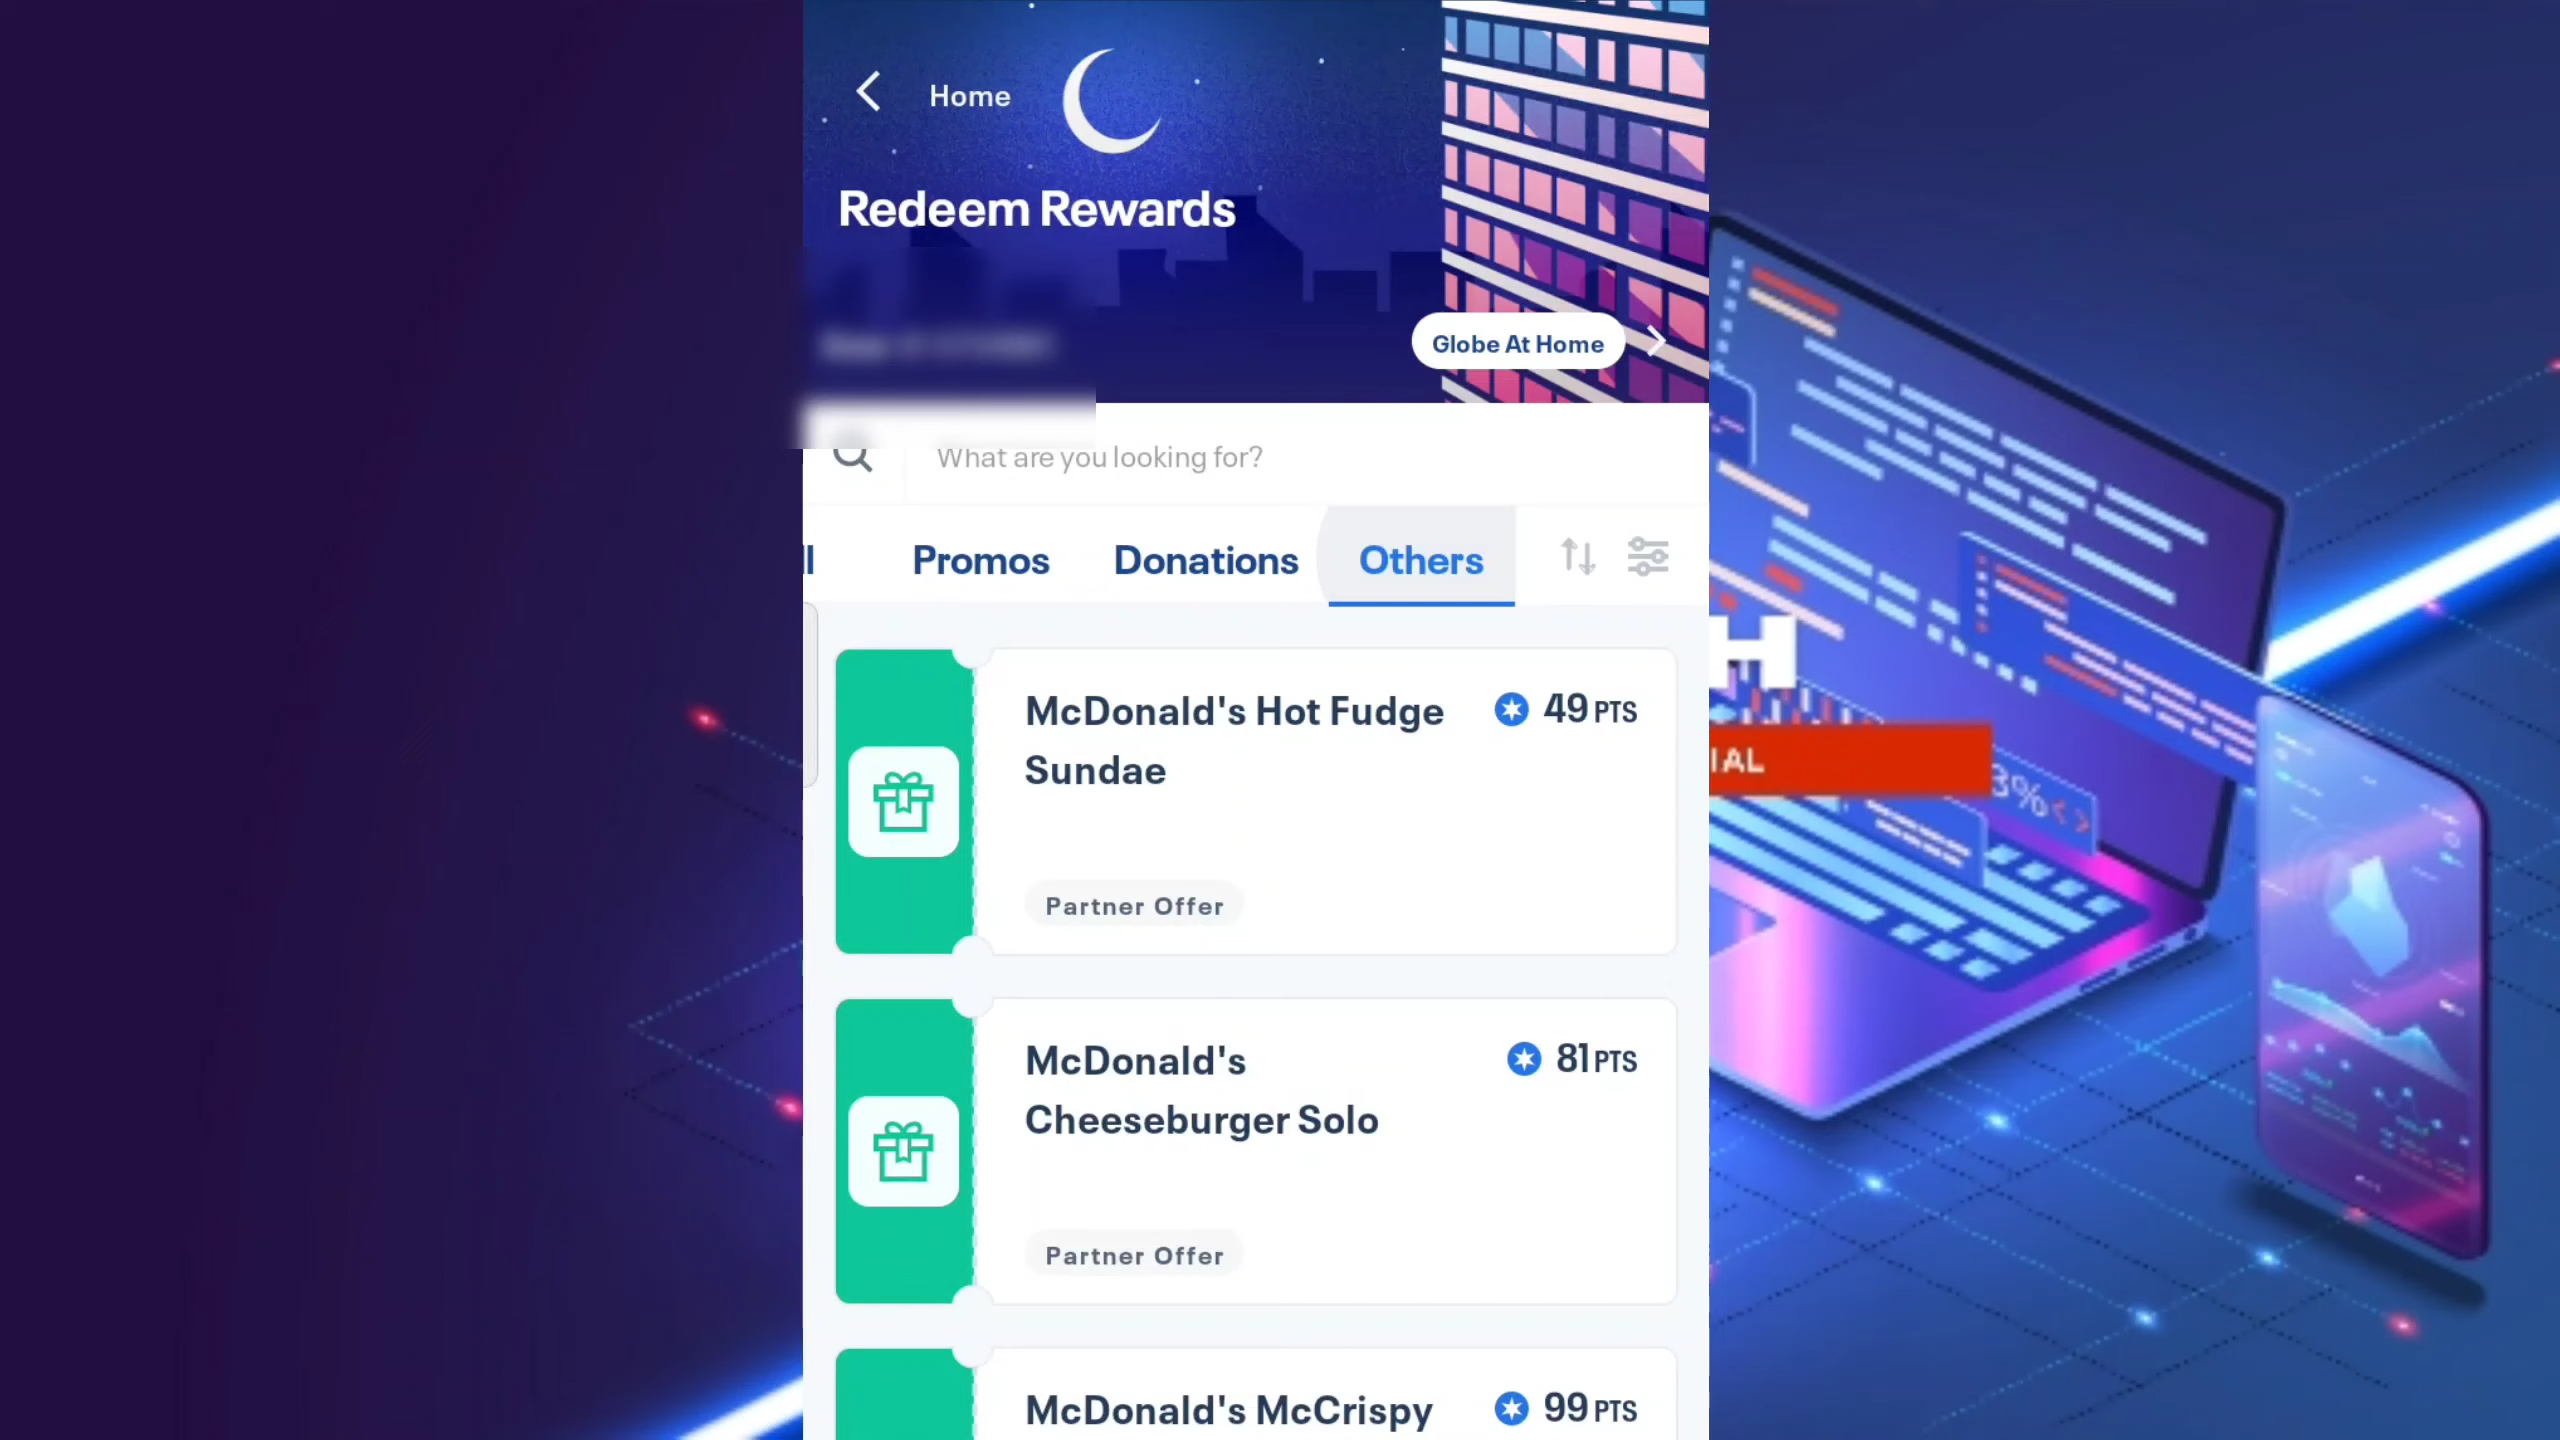 Home
Redeem Rewards
Globe At Home
What are you looking for?
Promos
Donations
Others
McDonald's Hot Fudge
Sundae
49 PTS
Partner Offer
McDonald's
Cheeseburger Solo
81 PTS
Partner Offer
McDonald's McCrispy
99 PTS
H
IAL
3%